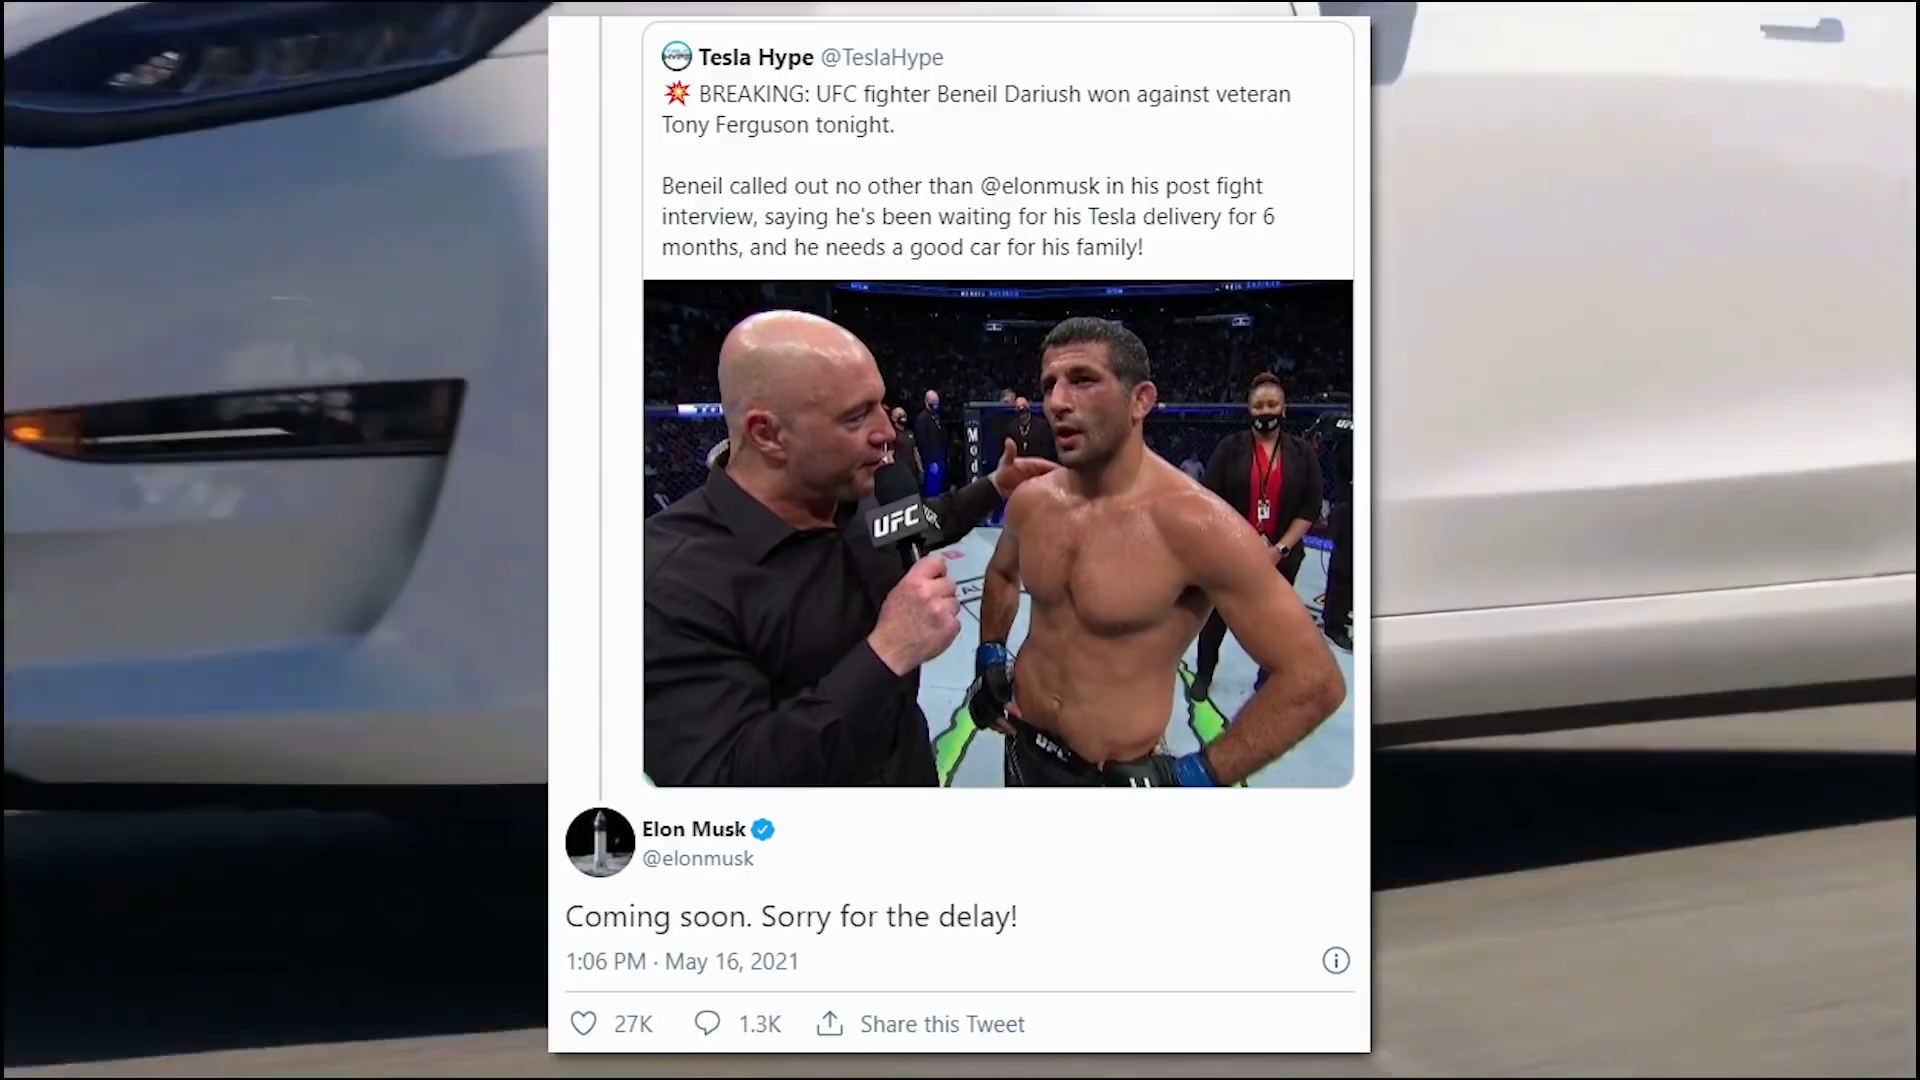 Tesla Hype @TeslaHype
💥 BREAKING: UFC fighter Beneil Dariush won against veteran
Tony Ferguson tonight.
Beneil called out no other than @elonmusk in his post fight
interview, saying he's been waiting for his Tesla delivery for 6
months, and he needs a good car for his family!
UFC
UFC
Elon Musk
@elonmusk
Coming soon. Sorry for the delay!
1:06 PM · May 16, 2021
27K 1.3K Share this Tweet